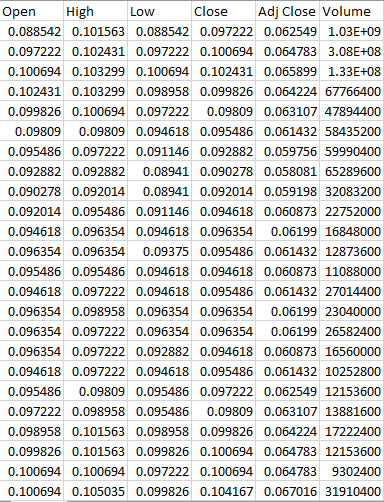 Open High Low Close Adj Close Volume
0.088542 0.101563 0.088542 0.097222 0.062549 1.03E+09
0.097222 0.102431 0.097222 0.100694 0.064783 3.08E+08
0.100694 0.103299 0.100694 0.102431 0.065899 1.33E+08
0.102431 0.103299 0.098958 0.099826 0.064224 67766400
0.099826 0.100694 0.097222 0.09809 0.063107 47894400
0.09809 0.09809 0.094618 0.095486 0.061432 58435200
0.095486 0.097222 0.091146 0.092882 0.059756 59990400
0.092882 0.092882 0.08941 0.090278 0.058081 65289600
0.090278 0.092014 0.08941 0.092014 0.059198 32083200
0.092014 0.095486 0.091146 0.094618 0.060873 22752000
0.094618 0.096354 0.094618 0.096354 0.06199 16848000
0.096354 0.096354 0.09375 0.095486 0.061432 12873600
0.095486 0.095486 0.094618 0.094618 0.060873 11088000
0.094618 0.097222 0.094618 0.095486 0.061432 27014400
0.096354 0.098958 0.096354 0.096354 0.06199 23040000
0.096354 0.097222 0.096354 0.096354 0.06199 26582400
0.096354 0.097222 0.092882 0.094618 0.060873 16560000
0.094618 0.097222 0.094618 0.095486 0.061432 10252800
0.095486 0.09809 0.095486 0.097222 0.062549 12153600
0.097222 0.098958 0.095486 0.09809 0.063107 13881600
0.098958 0.101563 0.098958 0.099826 0.064224 17222400
0.099826 0.101563 0.099826 0.100694 0.064783 12153600
0.100694 0.100694 0.097222 0.100694 0.064783 9302400
0.100694 0.105035 0.099826 0.104167 0.067016 31910400